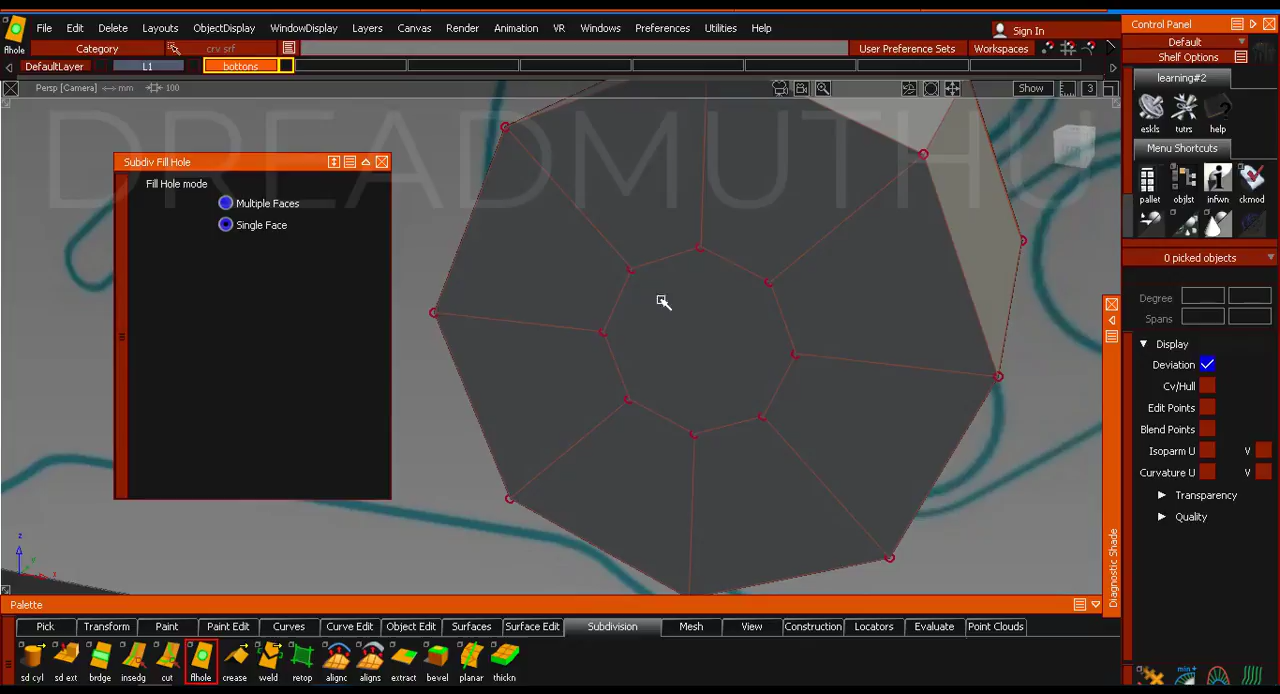 File Edit Delete Layouts ObjectDisplay WindowDisplay Layers Canvas Render Animation VR Windows Preferences Utilities Help
Sign In
Control Panel
Default
flhole
Category
crv srf
User Preference Sets
Workspaces
Shelf Options
DefaultLayer
L1
bottons
learning#2
Persp [Camera] mm 100
Show
3
DREADMUTHU
eskls tutrs help
?
Menu Shortcuts
pallet objlst infwn ckmod
Subdiv Fill Hole
Fill Hole mode
Multiple Faces
Single Face
0 picked objects
Degree
Spans
Display
Deviation
Cv/Hull
Edit Points
Blend Points
Isoparm U V
Curvature U V
Transparency
Quality
Diagnostic Shade
z
y
x
Palette
Pick Transform Paint Paint Edit Curves Curve Edit Object Edit Surfaces Surface Edit Subdivision Mesh View Construction Locators Evaluate Point Clouds
sd cyl sd ext brdge insedg cut flhole crease weld retop alignc aligns extract bevel planar thickn
min